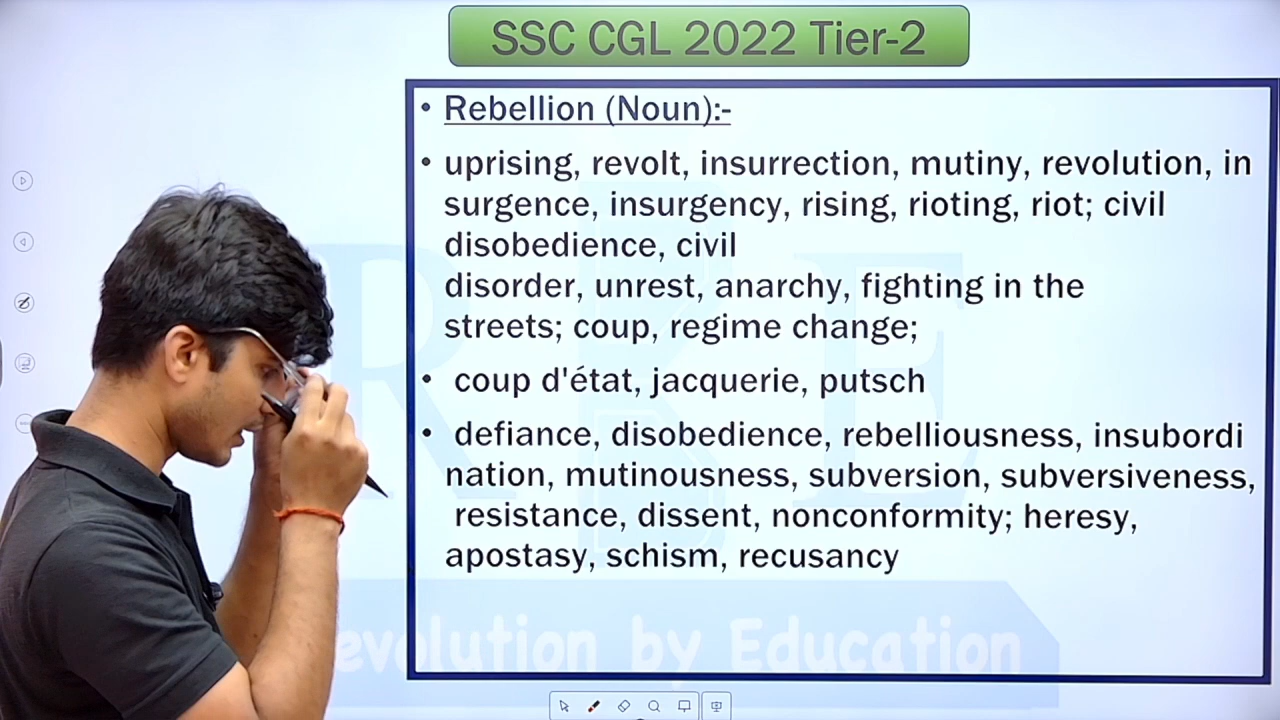 SSC CGL 2022 Tier-2
• Rebellion (Noun):-
• uprising, revolt, insurrection, mutiny, revolution, in
surgence, insurgency, rising, rioting, riot; civil
disobedience, civil
disorder, unrest, anarchy, fighting in the
streets; coup, regime change;
• coup d'état, jacquerie, putsch
• defiance, disobedience, rebelliousness, insubordi
nation, mutinousness, subversion, subversiveness,
resistance, dissent, nonconformity; heresy,
apostasy, schism, recusancy
RBE
evolution by Education